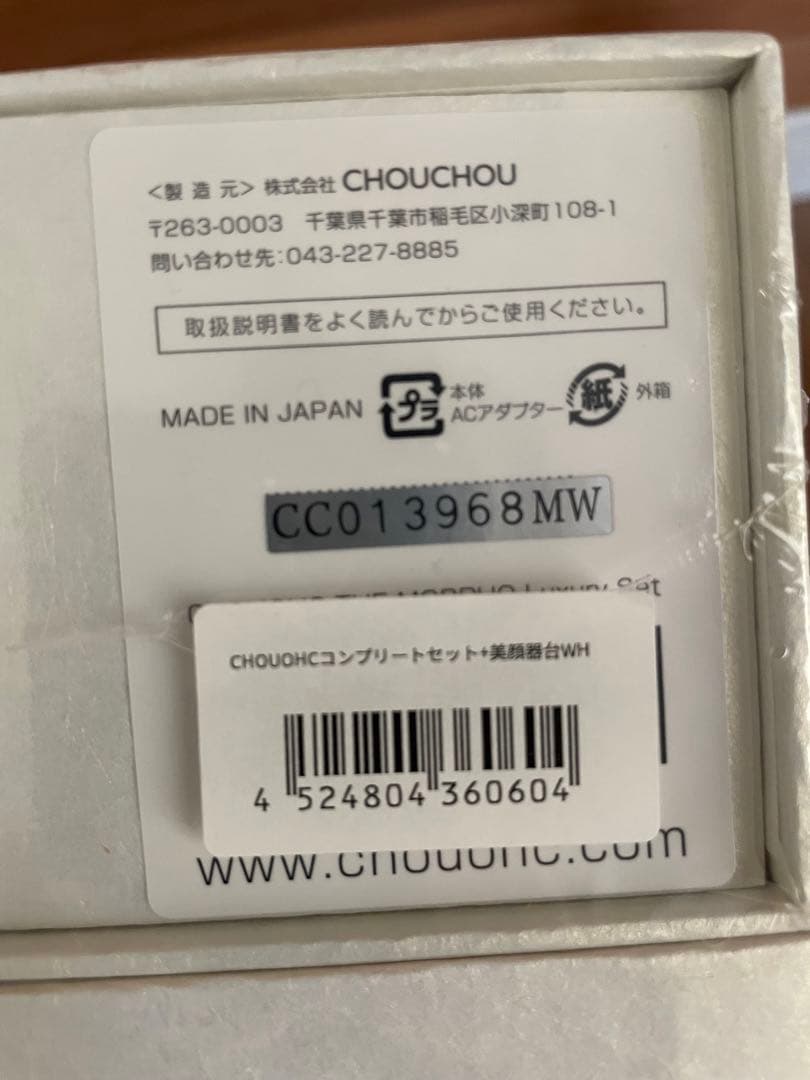 <製造元> 株式会社 CHOUCHOU
〒263-0003 千葉県千葉市稲毛区小深町108-1
問い合わせ先:043-227-8885
取扱説明書をよく読んでからご使用ください。
MADE IN JAPAN プラ 本体 ACアダプター 紙 外箱
CC013968MW
Set
CHOUOHCコンプリートセット+美顔器台WH
4 524804 360604
www.chouohc.com